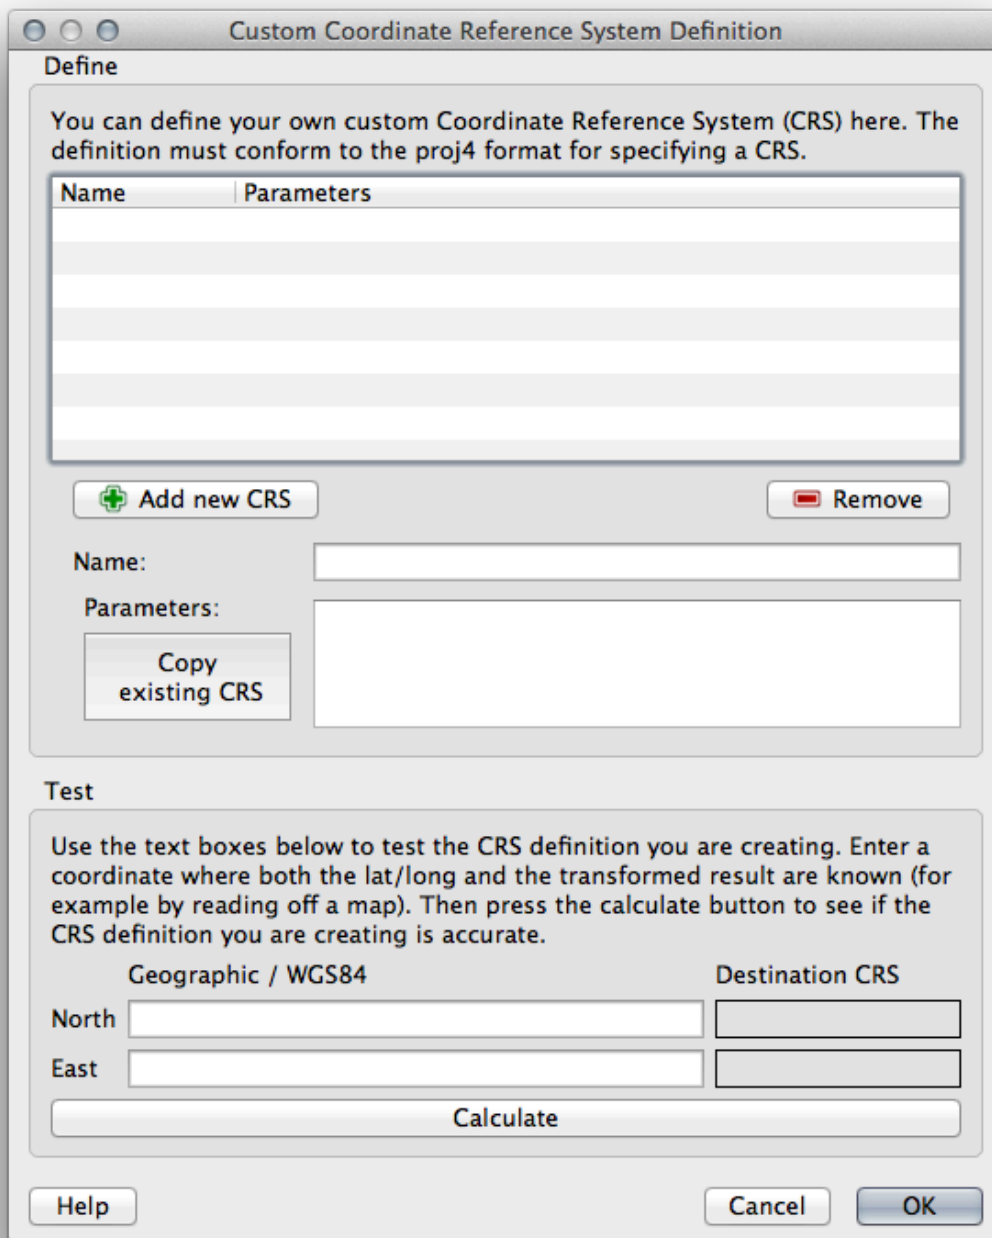 Custom Coordinate Reference System Definition
Define
You can define your own custom Coordinate Reference System (CRS) here. The
definition must conform to the proj4 format for specifying a CRS.
Name Parameters
Add new CRS Remove
Name:
Parameters:
Copy
existing CRS
Test
Use the text boxes below to test the CRS definition you are creating. Enter a
coordinate where both the lat/long and the transformed result are known (for
example by reading off a map). Then press the calculate button to see if the
CRS definition you are creating is accurate.
Geographic / WGS84 Destination CRS
North
East
Calculate
Help Cancel OK